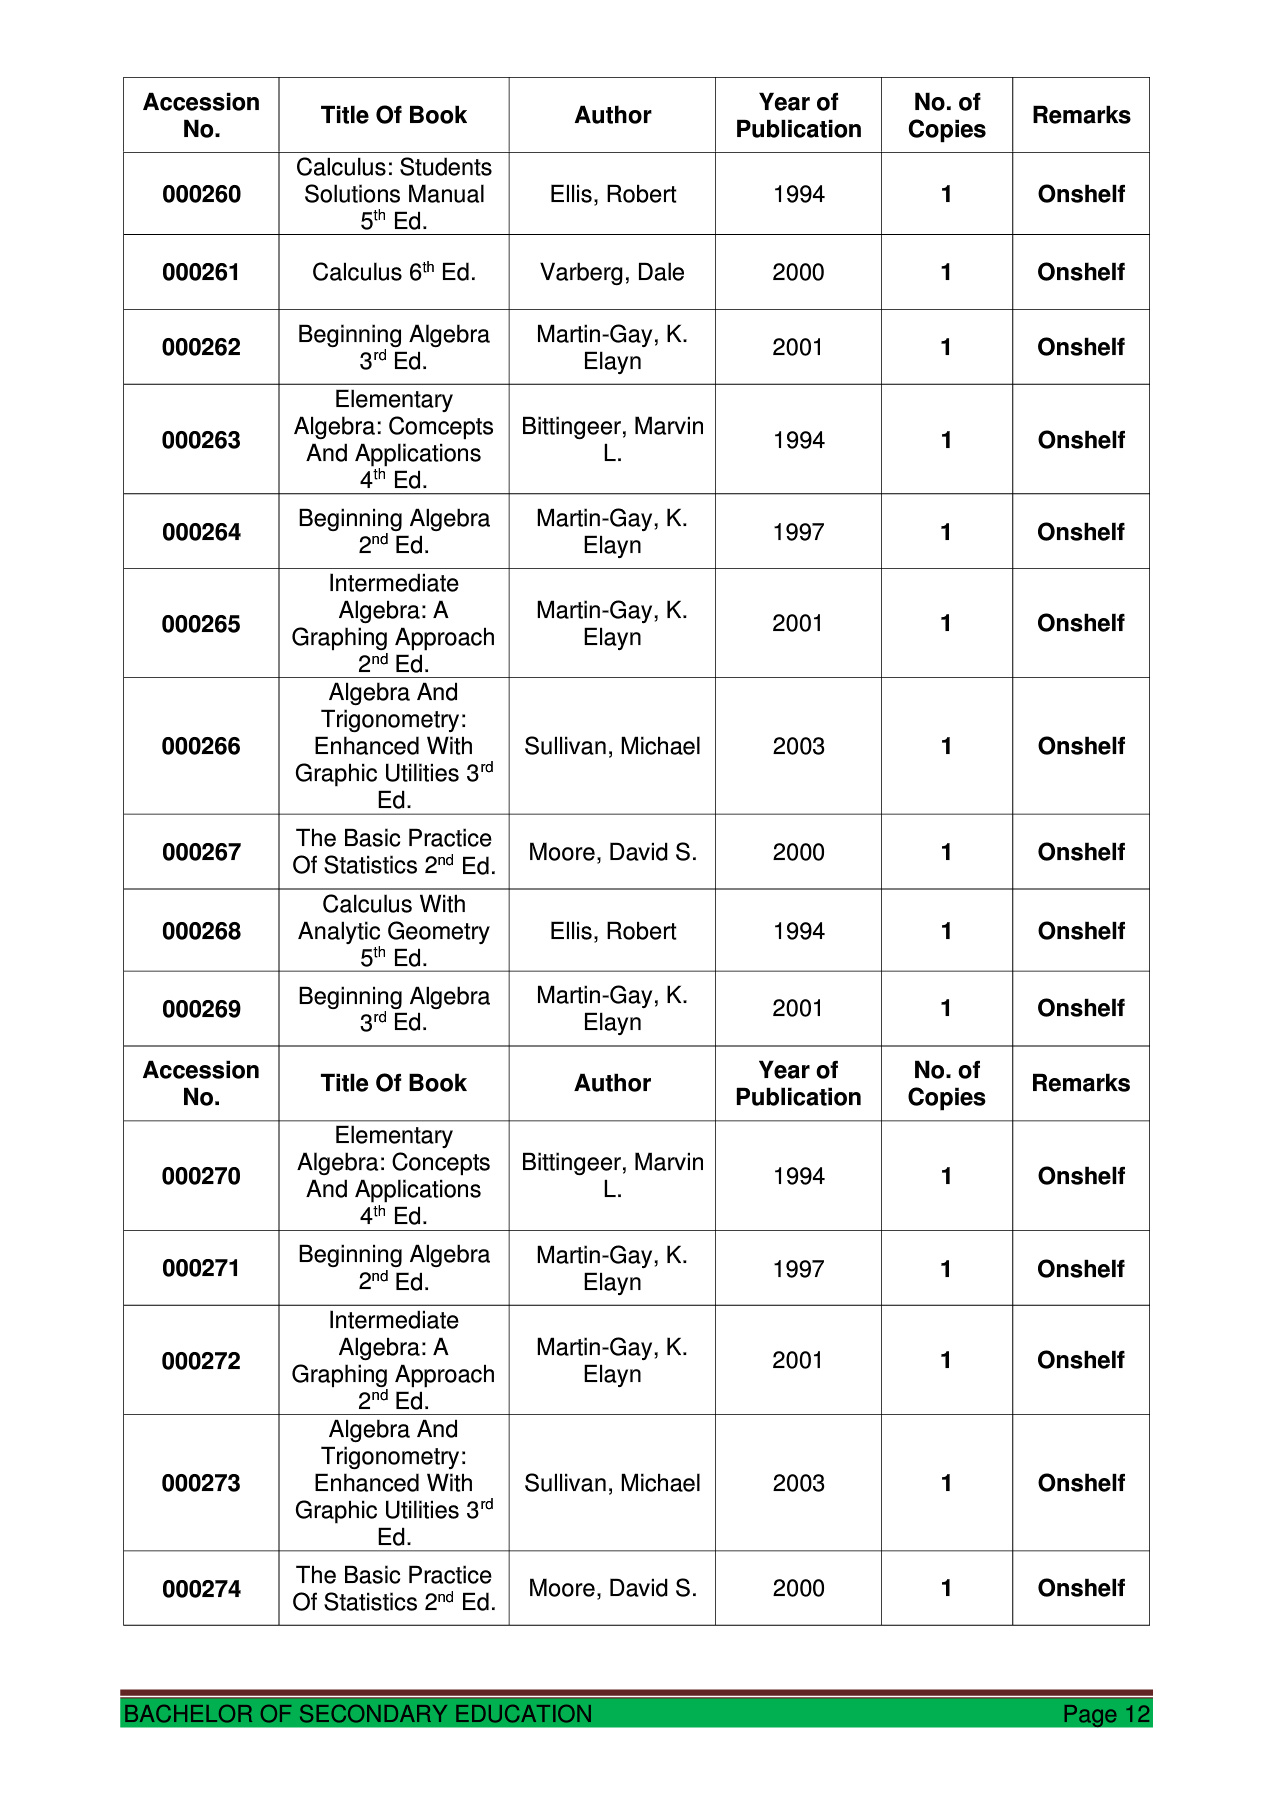 Accession No. Title Of Book Author Year of Publication No. of Copies Remarks
000260 Calculus: Students Solutions Manual 5th Ed. Ellis, Robert 1994 1 Onshelf
000261 Calculus 6th Ed. Varberg, Dale 2000 1 Onshelf
000262 Beginning Algebra 3rd Ed. Martin-Gay, K. Elayn 2001 1 Onshelf
000263 Elementary Algebra: Comcepts And Applications 4th Ed. Bittingeer, Marvin L. 1994 1 Onshelf
000264 Beginning Algebra 2nd Ed. Martin-Gay, K. Elayn 1997 1 Onshelf
000265 Intermediate Algebra: A Graphing Approach 2nd Ed. Martin-Gay, K. Elayn 2001 1 Onshelf
000266 Algebra And Trigonometry: Enhanced With Graphic Utilities 3rd Ed. Sullivan, Michael 2003 1 Onshelf
000267 The Basic Practice Of Statistics 2nd Ed. Moore, David S. 2000 1 Onshelf
000268 Calculus With Analytic Geometry 5th Ed. Ellis, Robert 1994 1 Onshelf
000269 Beginning Algebra 3rd Ed. Martin-Gay, K. Elayn 2001 1 Onshelf
Accession No. Title Of Book Author Year of Publication No. of Copies Remarks
000270 Elementary Algebra: Concepts And Applications 4th Ed. Bittingeer, Marvin L. 1994 1 Onshelf
000271 Beginning Algebra 2nd Ed. Martin-Gay, K. Elayn 1997 1 Onshelf
000272 Intermediate Algebra: A Graphing Approach 2nd Ed. Martin-Gay, K. Elayn 2001 1 Onshelf
000273 Algebra And Trigonometry: Enhanced With Graphic Utilities 3rd Ed. Sullivan, Michael 2003 1 Onshelf
000274 The Basic Practice Of Statistics 2nd Ed. Moore, David S. 2000 1 Onshelf
BACHELOR OF SECONDARY EDUCATION Page 12